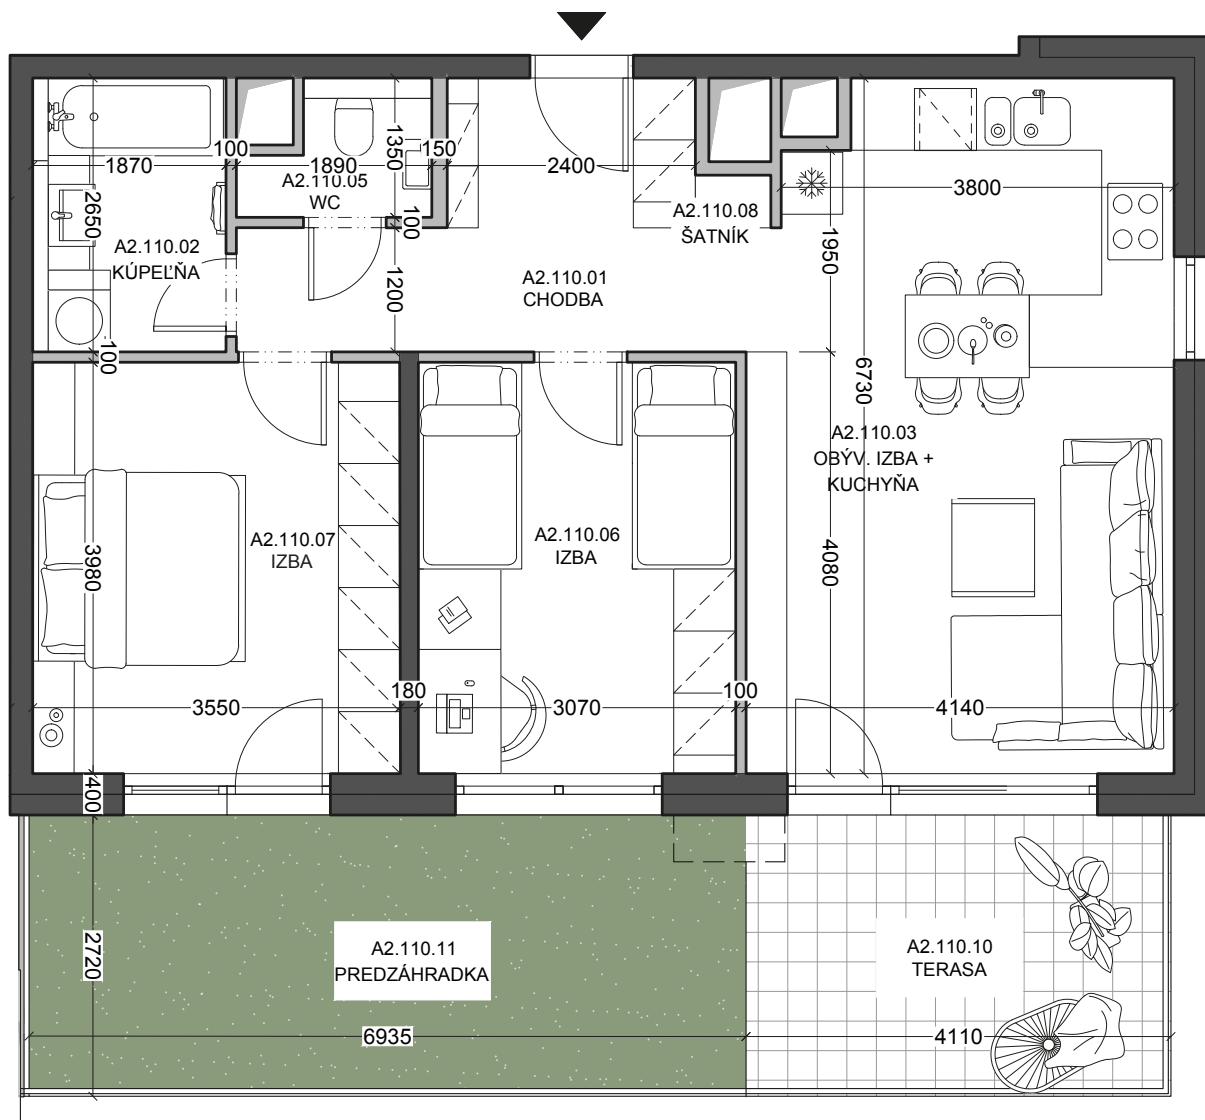 1870
100
1890
1350
150
2400
3800
A2.110.05
WC
2650
100
A2.110.08
ŠATNÍK
A2.110.02
KÚPEĽŇA
1950
1200
A2.110.01
CHODBA
100
6730
A2.110.03
OBÝV. IZBA +
KUCHYŇA
A2.110.07
IZBA
A2.110.06
IZBA
3980
4080
3550
180
3070
100
4140
400
2720
A2.110.11
PREDZÁHRADKA
A2.110.10
TERASA
6935
4110